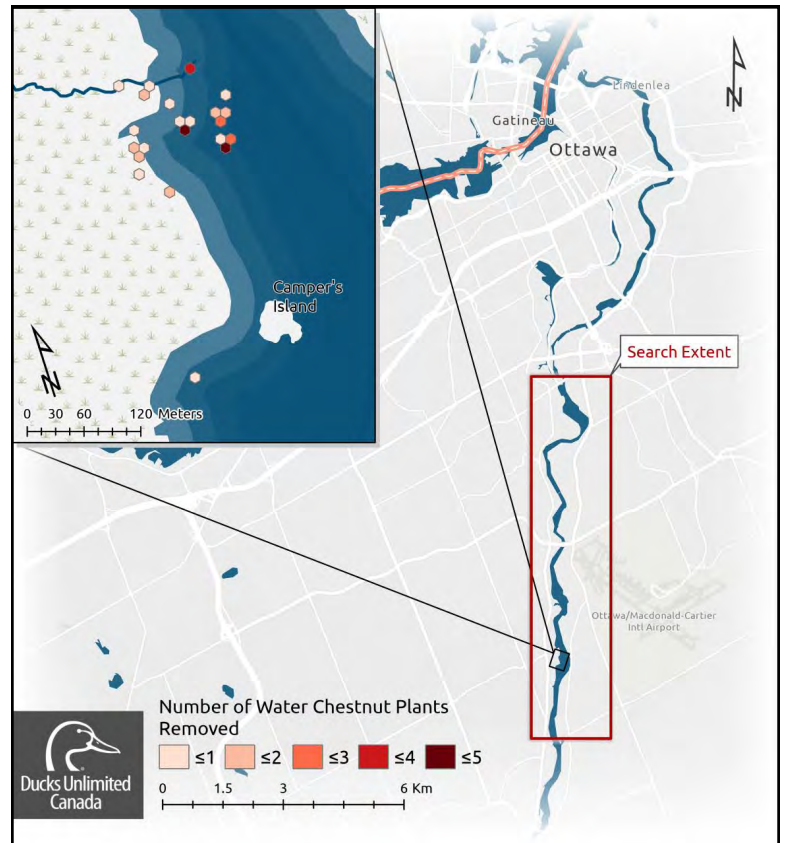 Lindenlea
N
Gatineau
Ottawa
Camper's
Island
N
0 30 60 120 Meters
Search Extent
Ottawa/Macdonald-Cartier
Intl Airport
Number of Water Chestnut Plants
Removed
≤1 ≤2 ≤3 ≤4 ≤5
0 1.5 3 6 Km
Ducks Unlimited
Canada